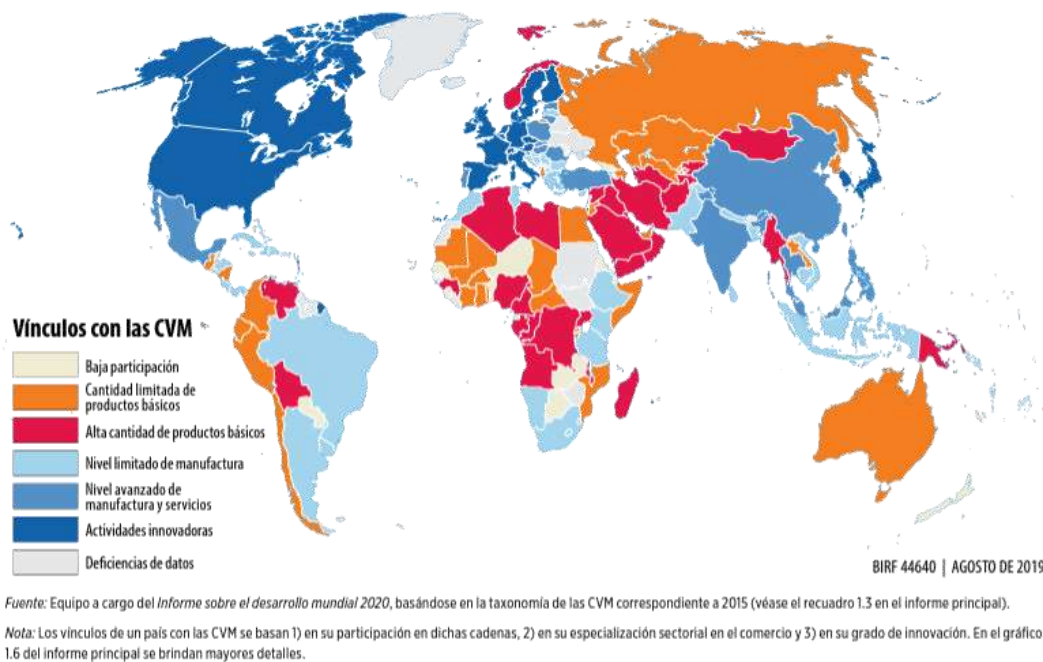 Vínculos con las CVM
Baja participación
Cantidad limitada de
productos básicos
Alta cantidad de productos básicos
Nivel limitado de manufactura
Nivel avanzado de
manufactura y servicios
Actividades innovadoras
Deficiencias de datos
BIRF 44640 | AGOSTO DE 2019
Fuente: Equipo a cargo del Informe sobre el desarrollo mundial 2020, basándose en la taxonomía de las CVM correspondiente a 2015 (véase el recuadro 1.3 en el informe principal).
Nota: Los vínculos de un país con las CVM se basan 1) en su participación en dichas cadenas, 2) en su especialización sectorial en el comercio y 3) en su grado de innovación. En el gráfico
1.6 del informe principal se brindan mayores detalles.